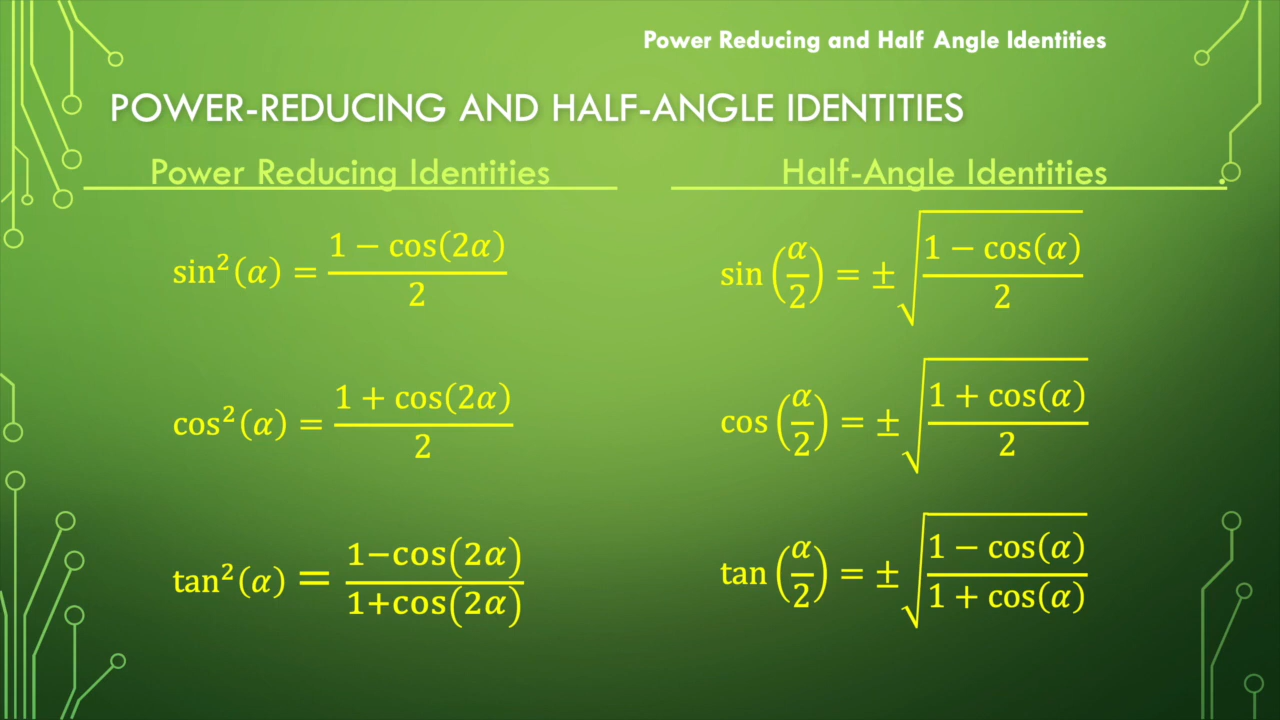 Power Reducing and Half Angle Identities
POWER-REDUCING AND HALF-ANGLE IDENTITIES
Power Reducing Identities
sin²(α) = (1 − cos(2α))/2
cos²(α) = (1 + cos(2α))/2
tan²(α) = (1−cos(2α))/(1+cos(2α))
Half-Angle Identities .
sin(α/2) = ±√((1 − cos(α))/2)
cos(α/2) = ±√((1 + cos(α))/2)
tan(α/2) = ±√((1 − cos(α))/(1 + cos(α)))